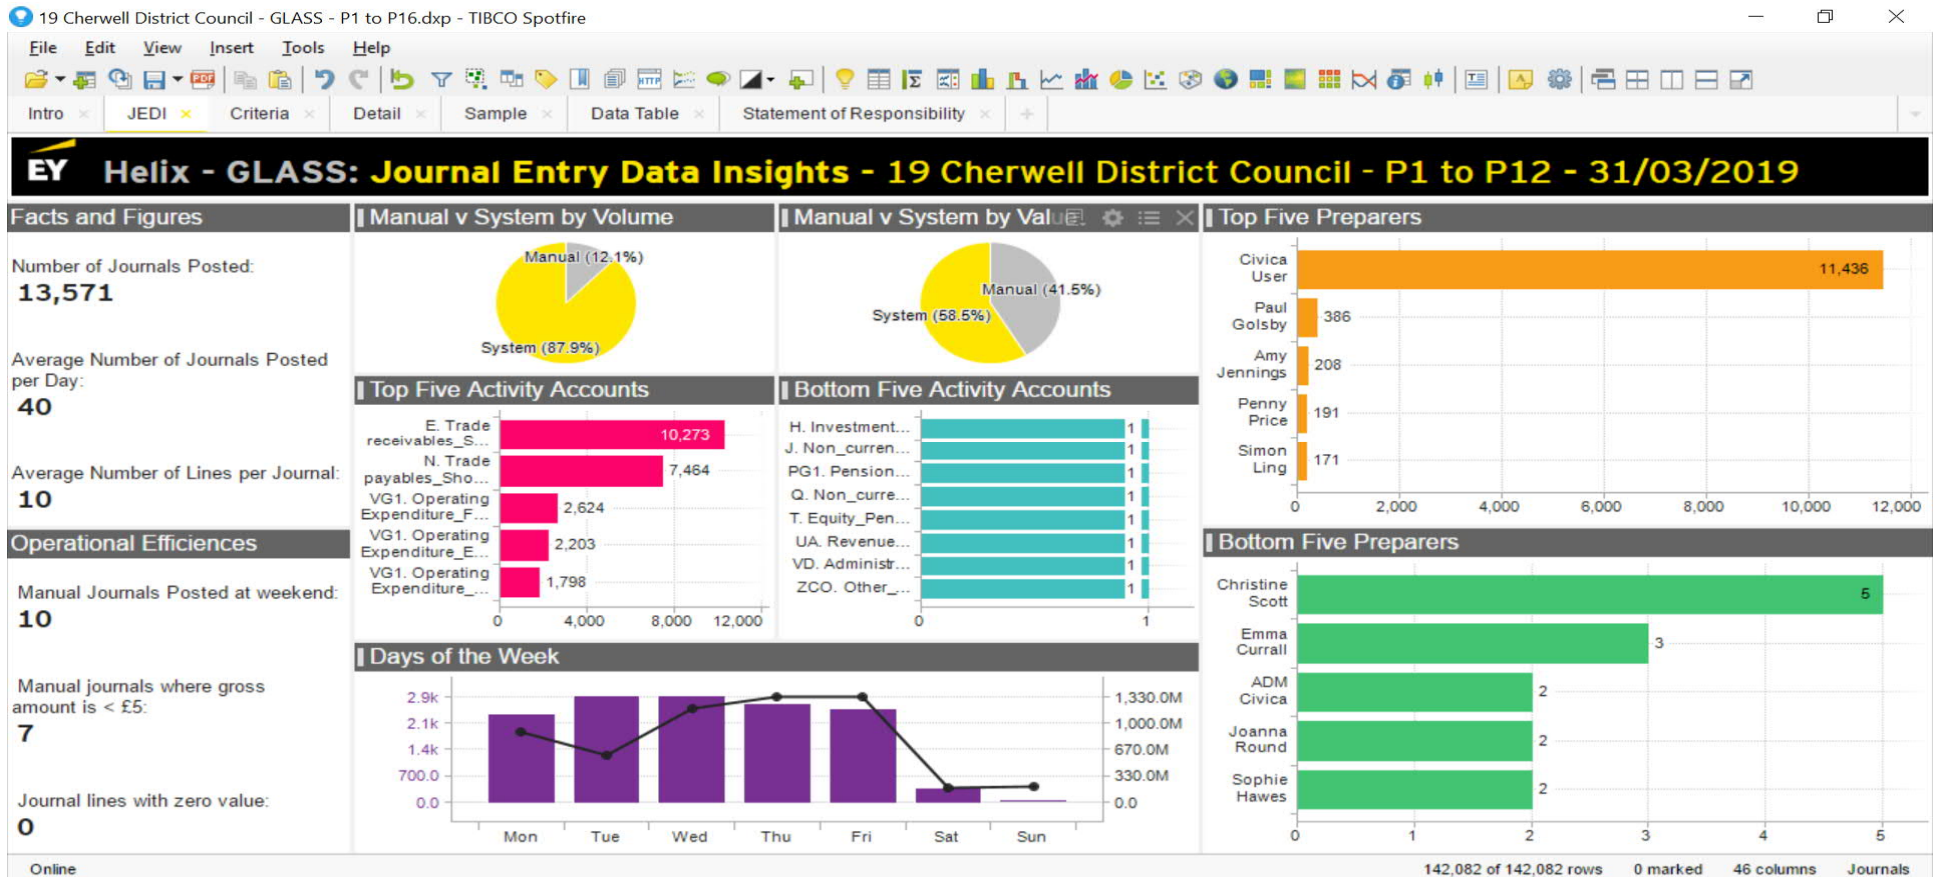 19 Cherwell District Council - GLASS - P1 to P16.dxp - TIBCO Spotfire
File Edit View Insert Tools Help
PDF HTTP
Intro JEDI Criteria Detail Sample Data Table Statement of Responsibility
EY Helix - GLASS: Journal Entry Data Insights - 19 Cherwell District Council - P1 to P12 - 31/03/2019
Facts and Figures
Number of Journals Posted:
13,571
Average Number of Journals Posted
per Day:
40
Average Number of Lines per Journal:
10
Operational Efficiences
Manual Journals Posted at weekend:
10
Manual journals where gross
amount is < £5:
7
Journal lines with zero value:
0
Manual v System by Volume
Manual (12.1%)
System (87.9%)
Manual v System by Value
Manual (41.5%)
System (58.5%)
Top Five Activity Accounts
E. Trade
receivables_S... 10,273
N. Trade
payables_Sho... 7,464
VG1. Operating
Expenditure_F... 2,624
VG1. Operating
Expenditure_E... 2,203
VG1. Operating
Expenditure_... 1,798
0 4,000 8,000 12,000
Bottom Five Activity Accounts
H. Investment... 1
J. Non_curren... 1
PG1. Pension... 1
Q. Non_curre... 1
T. Equity_Pen... 1
UA. Revenue... 1
VD. Administr... 1
ZCO. Other_... 1
0 1
Days of the Week
2.9k 1,330.0M
2.1k 1,000.0M
1.4k 670.0M
700.0 330.0M
0.0 0.0
Mon Tue Wed Thu Fri Sat Sun
Top Five Preparers
Civica
User 11,436
Paul
Golsby 386
Amy
Jennings 208
Penny
Price 191
Simon
Ling 171
0 2,000 4,000 6,000 8,000 10,000 12,000
Bottom Five Preparers
Christine
Scott 5
Emma
Currall 3
ADM
Civica 2
Joanna
Round 2
Sophie
Hawes 2
0 1 2 3 4 5
Online 142,082 of 142,082 rows 0 marked 46 columns Journals